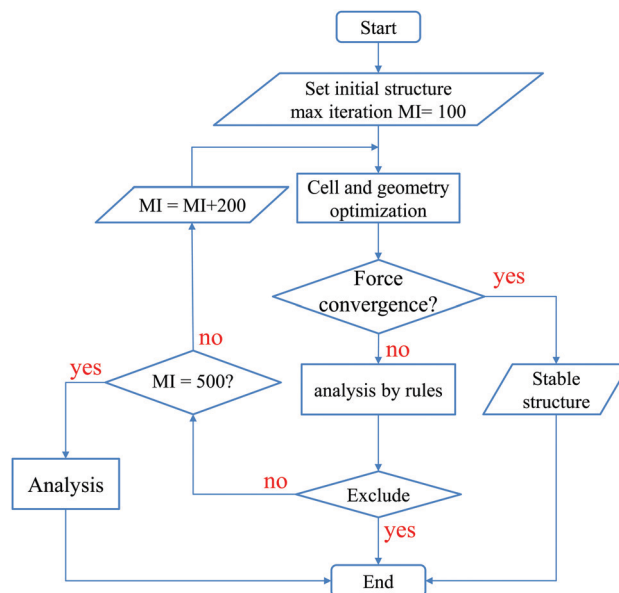 Start
Set initial structure
max iteration MI= 100
MI = MI+200
Cell and geometry
optimization
Force
convergence?
yes
no
no
yes
MI = 500?
analysis by rules
Stable
structure
Analysis
no
Exclude
yes
End